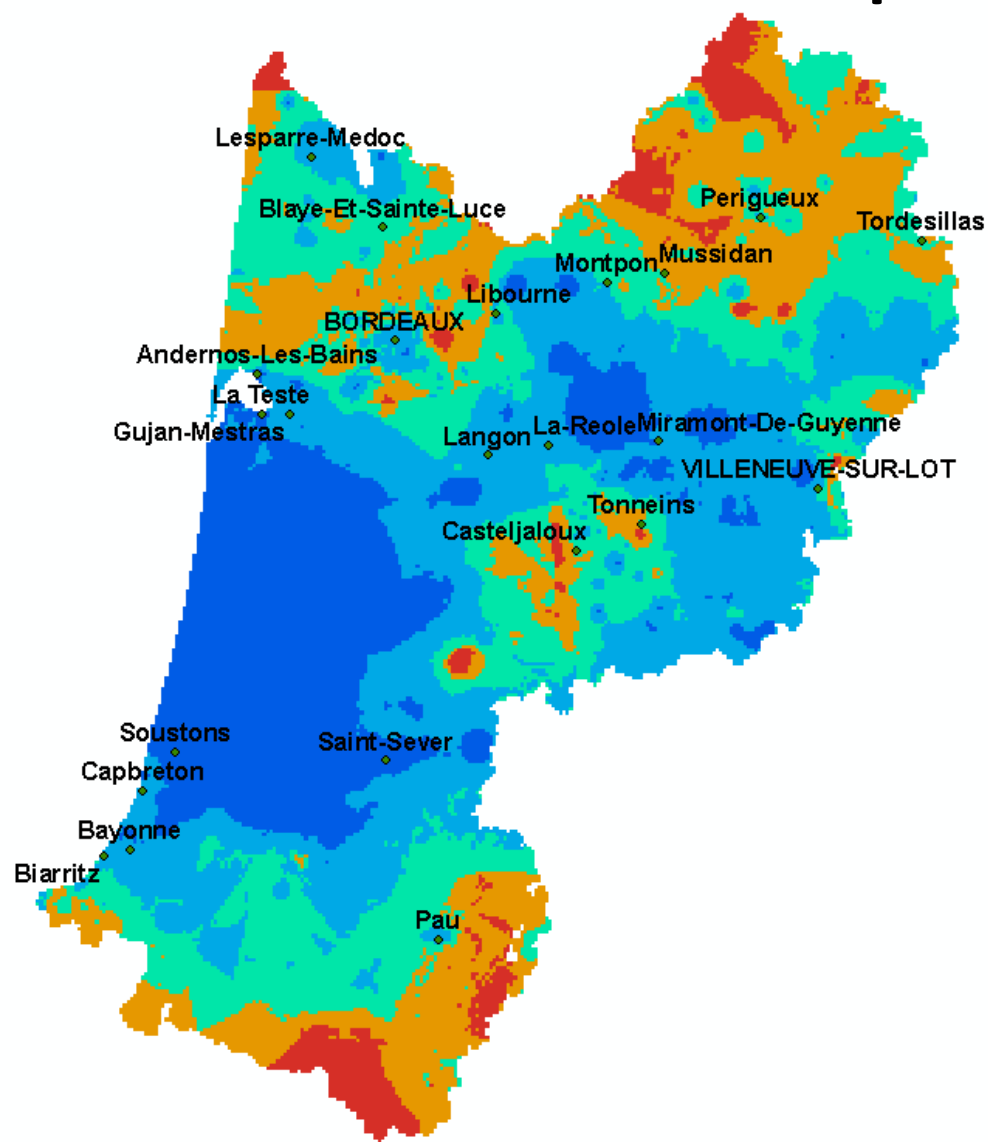 Lesparre-Medoc
Blaye-Et-Sainte-Luce
Perigueux
Tordesillas
Mussidan
Montpon
Libourne
BORDEAUX
Andernos-Les-Bains
La Teste
Gujan-Mestras
Langon
La-Reole
Miramont-De-Guyenne
VILLENEUVE-SUR-LOT
Tonneins
Casteljaloux
Soustons
Saint-Sever
Capbreton
Bayonne
Biarritz
Pau